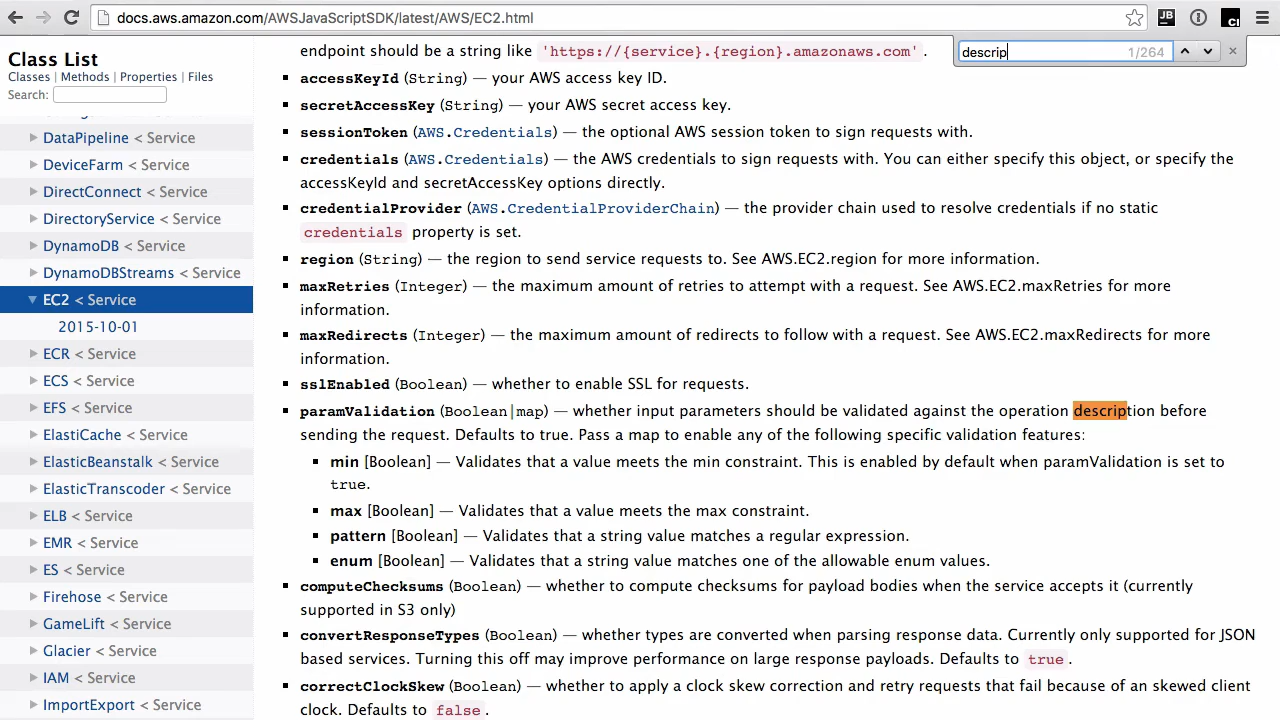 docs.aws.amazon.com/AWSJavaScriptSDK/latest/AWS/EC2.html
JB
descrip
1/264
Class List
Classes | Methods | Properties | Files
Search:
DataPipeline < Service
DeviceFarm < Service
DirectConnect < Service
DirectoryService < Service
DynamoDB < Service
DynamoDBStreams < Service
EC2 < Service
2015-10-01
ECR < Service
ECS < Service
EFS < Service
ElastiCache < Service
ElasticBeanstalk < Service
ElasticTranscoder < Service
ELB < Service
EMR < Service
ES < Service
Firehose < Service
GameLift < Service
Glacier < Service
IAM < Service
ImportExport < Service
endpoint should be a string like 'https://{service}.{region}.amazonaws.com' .
accessKeyId (String) — your AWS access key ID.
secretAccessKey (String) — your AWS secret access key.
sessionToken (AWS.Credentials) — the optional AWS session token to sign requests with.
credentials (AWS.Credentials) — the AWS credentials to sign requests with. You can either specify this object, or specify the
accessKeyId and secretAccessKey options directly.
credentialProvider (AWS.CredentialProviderChain) — the provider chain used to resolve credentials if no static
credentials property is set.
region (String) — the region to send service requests to. See AWS.EC2.region for more information.
maxRetries (Integer) — the maximum amount of retries to attempt with a request. See AWS.EC2.maxRetries for more
information.
maxRedirects (Integer) — the maximum amount of redirects to follow with a request. See AWS.EC2.maxRedirects for more
information.
sslEnabled (Boolean) — whether to enable SSL for requests.
paramValidation (Boolean|map) — whether input parameters should be validated against the operation description before
sending the request. Defaults to true. Pass a map to enable any of the following specific validation features:
min [Boolean] — Validates that a value meets the min constraint. This is enabled by default when paramValidation is set to
true.
max [Boolean] — Validates that a value meets the max constraint.
pattern [Boolean] — Validates that a string value matches a regular expression.
enum [Boolean] — Validates that a string value matches one of the allowable enum values.
computeChecksums (Boolean) — whether to compute checksums for payload bodies when the service accepts it (currently
supported in S3 only)
convertResponseTypes (Boolean) — whether types are converted when parsing response data. Currently only supported for JSON
based services. Turning this off may improve performance on large response payloads. Defaults to true .
correctClockSkew (Boolean) — whether to apply a clock skew correction and retry requests that fail because of an skewed client
clock. Defaults to false .